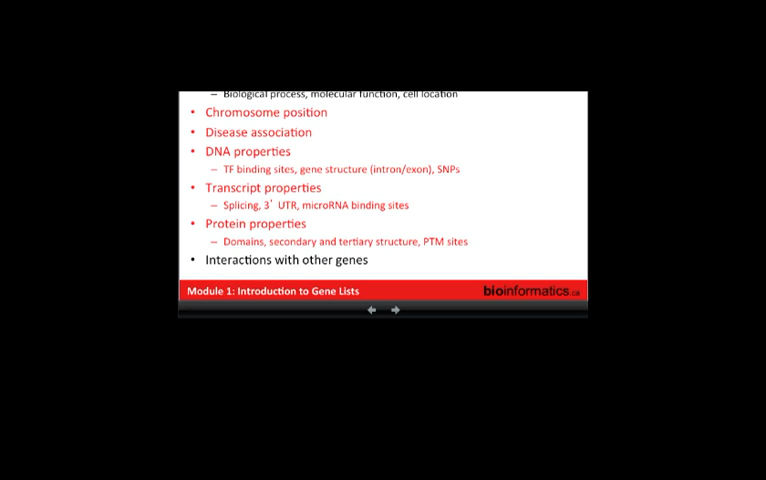 – Biological process, molecular function, cell location
• Chromosome position
• Disease association
• DNA properties
– TF binding sites, gene structure (intron/exon), SNPs
• Transcript properties
– Splicing, 3' UTR, microRNA binding sites
• Protein properties
– Domains, secondary and tertiary structure, PTM sites
• Interactions with other genes
Module 1: Introduction to Gene Lists bioinformatics.ca